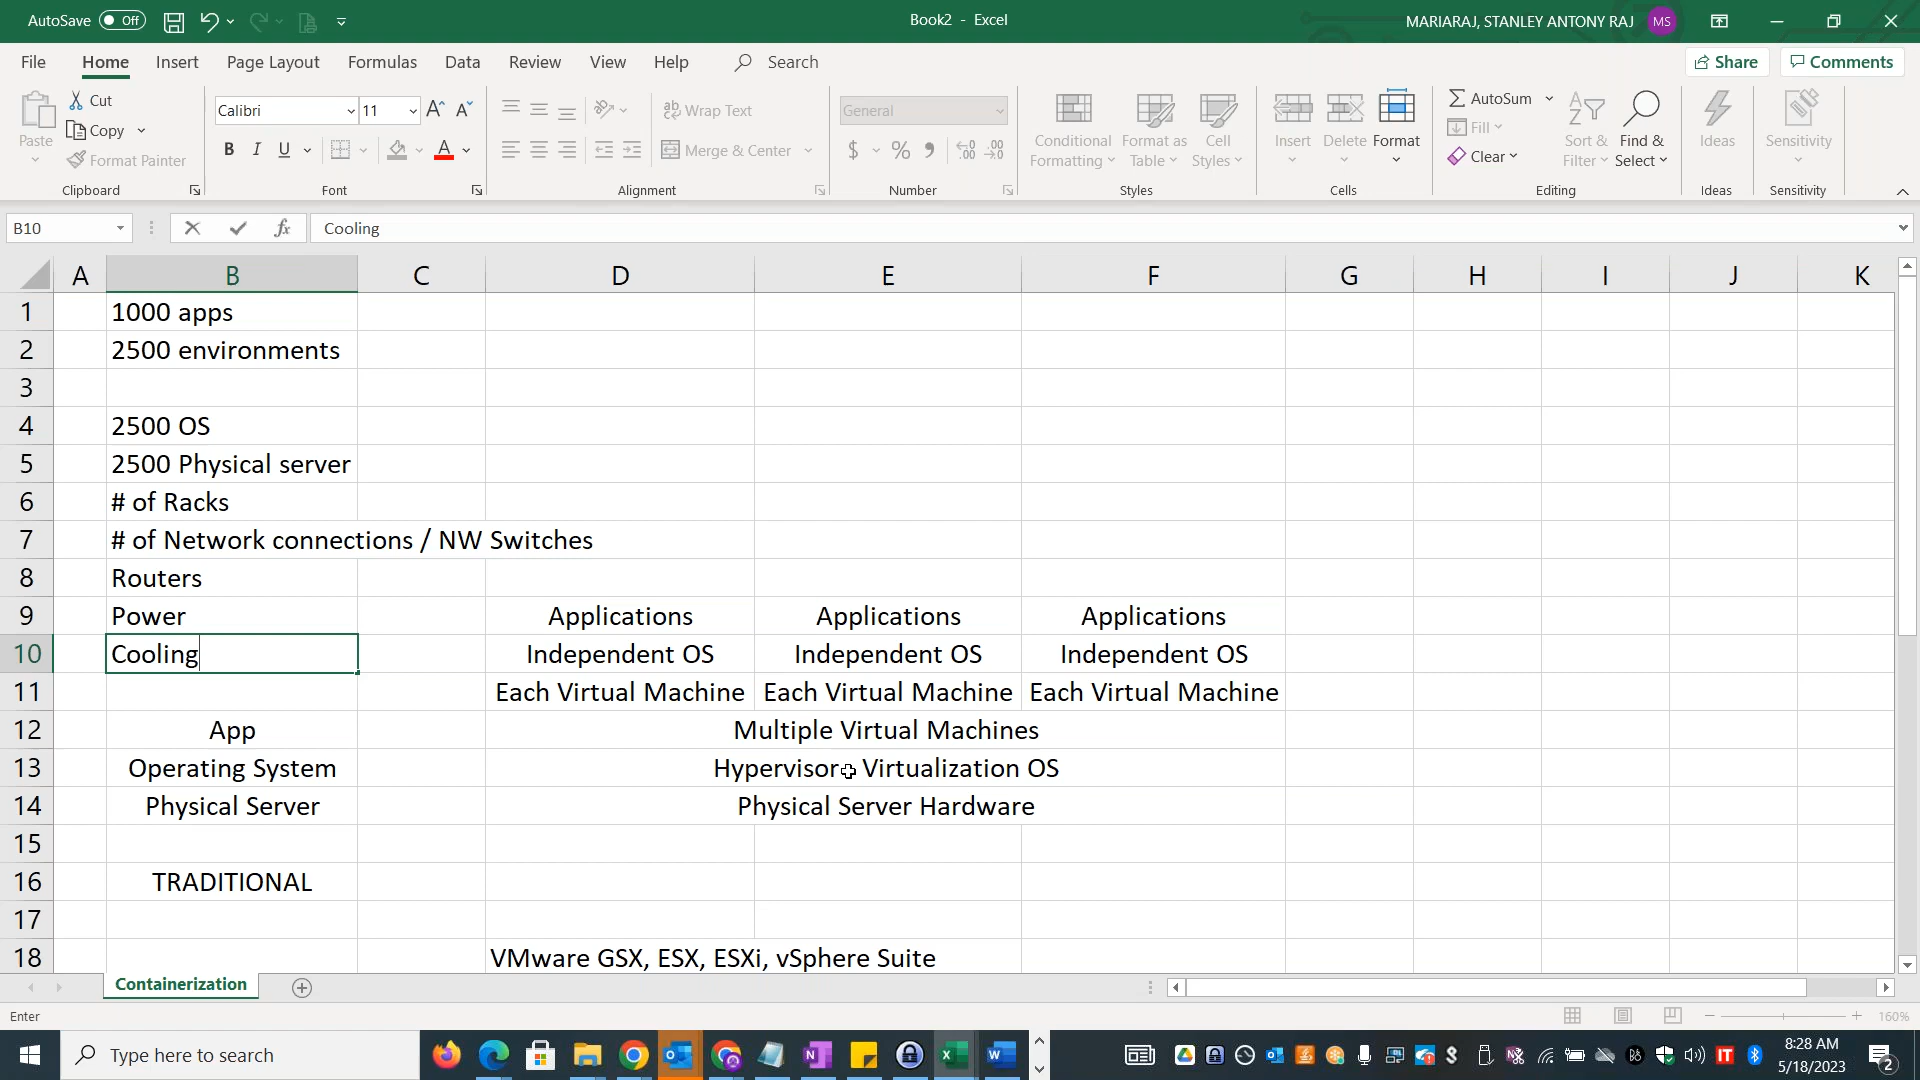 AutoSave Off
Book2 - Excel
MARIARAJ, STANLEY ANTONY RAJ MS
File Home Insert Page Layout Formulas Data Review View Help Search
Share Comments
Paste
Cut
Copy
Format Painter
Clipboard
Calibri 11
B I U
Font
Wrap Text
Merge & Center
Alignment
General
$ % 9
Number
Conditional Formatting
Format as Table
Cell Styles
Styles
Insert Delete Format
Cells
AutoSum
Fill
Clear
Sort & Filter
Find & Select
Editing
Ideas
Ideas
Sensitivity
Sensitivity
B10 fx Cooling
A B C D E F G H I J K
1 1000 apps
2 2500 environments
3
4 2500 OS
5 2500 Physical server
6 # of Racks
7 # of Network connections / NW Switches
8 Routers
9 Power Applications Applications Applications
10 Cooling Independent OS Independent OS Independent OS
11 Each Virtual Machine Each Virtual Machine Each Virtual Machine
12 App Multiple Virtual Machines
13 Operating System Hypervisor Virtualization OS
14 Physical Server Physical Server Hardware
15
16 TRADITIONAL
17
18 VMware GSX, ESX, ESXi, vSphere Suite
Containerization
Enter
160%
Type here to search
8:28 AM
5/18/2023
2